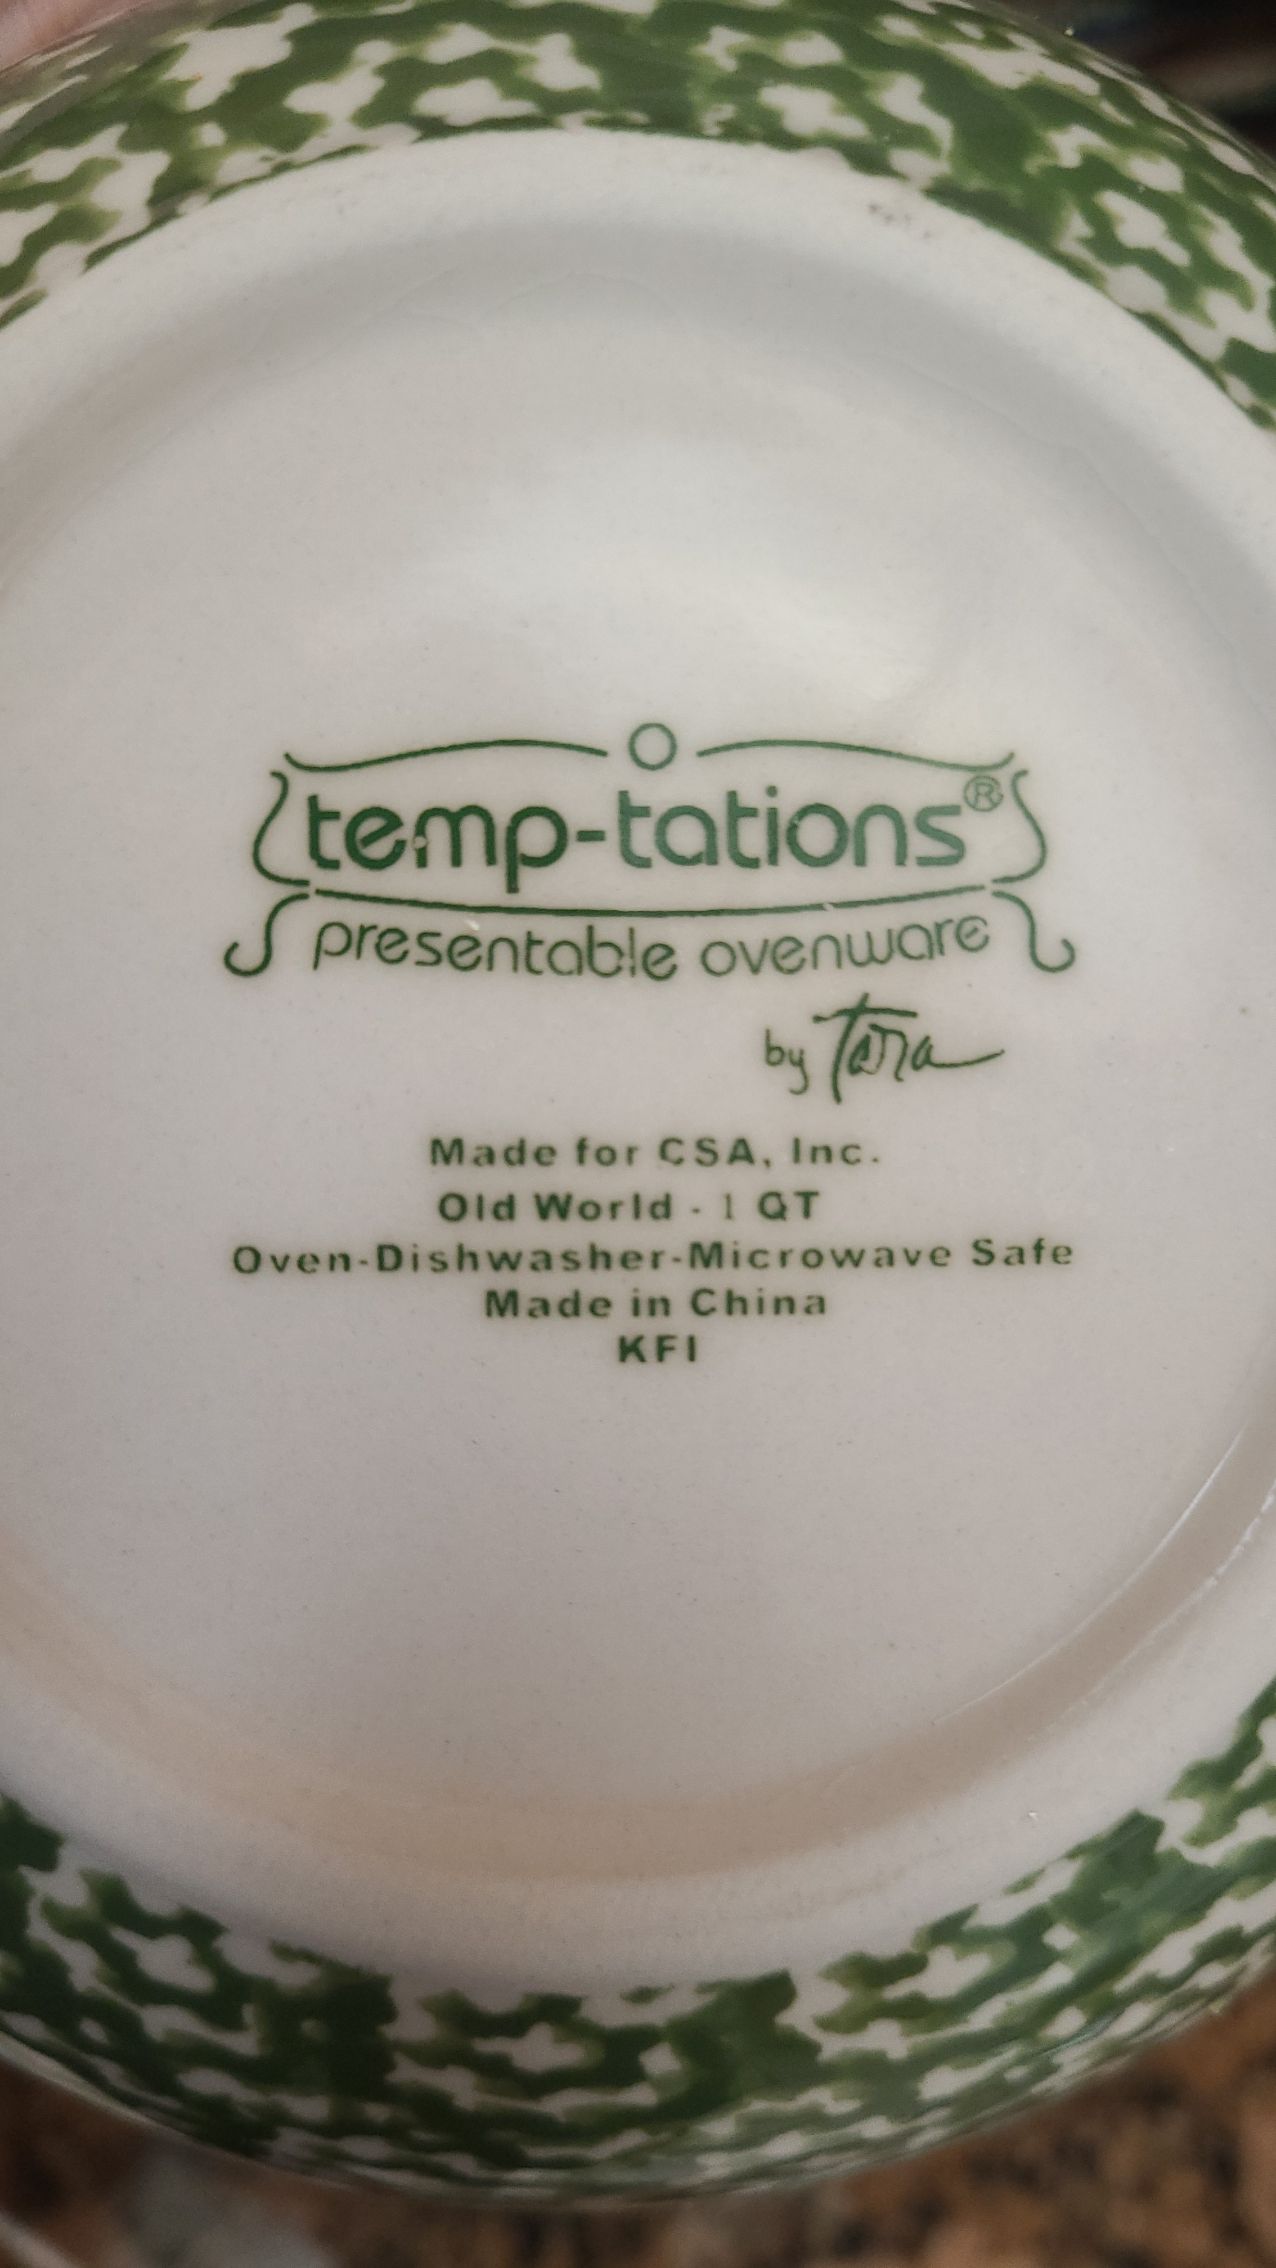 temp-tations®
presentable ovenware
by Tara
Made for CSA, Inc.
Old World - 1 QT
Oven-Dishwasher-Microwave Safe
Made in China
KFI